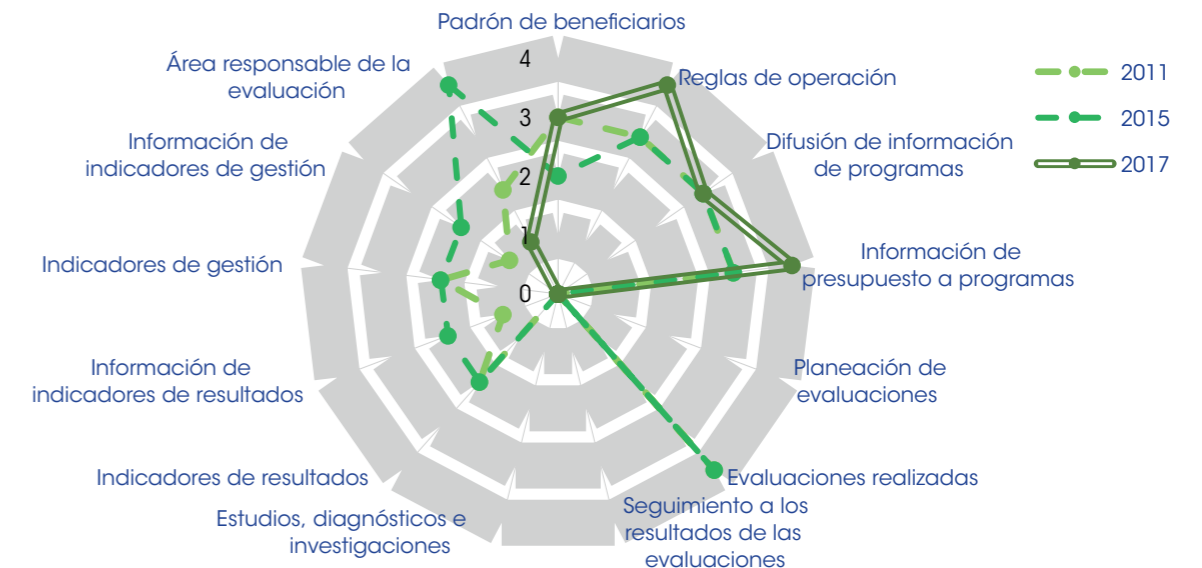 Padrón de beneficiarios
Reglas de operación
Difusión de información
de programas
Información de
presupuesto a programas
Planeación de
evaluaciones
Evaluaciones realizadas
Seguimiento a los
resultados de las
evaluaciones
Estudios, diagnósticos e
investigaciones
Indicadores de resultados
Información de
indicadores de resultados
Indicadores de gestión
Información de
indicadores de gestión
Área responsable de la
evaluación
4
3
2
1
0
2011
2015
2017